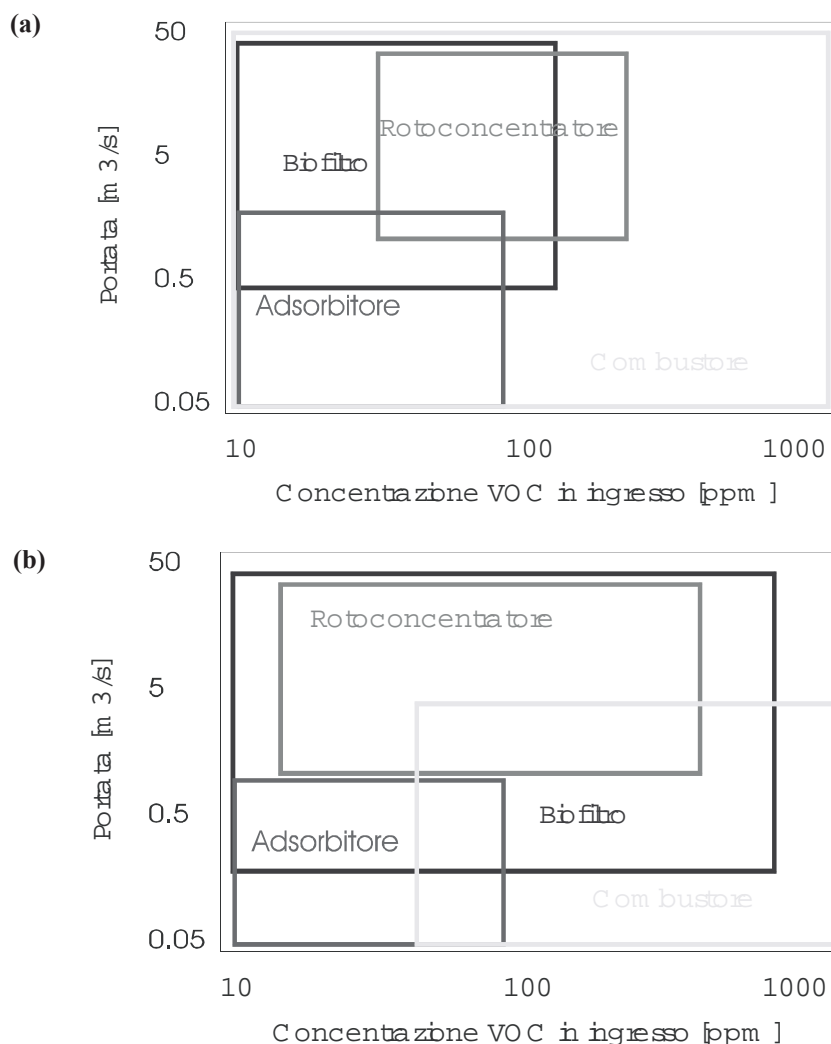 (a)
50
5
0.5
0.05
Portata [m3/s]
Rotoconcentratore
Biofiltro
Adsorbitore
Combustore
10 100 1000
Concentrazione VOC in ingresso [ppm]
(b)
50
5
0.5
0.05
Portata [m3/s]
Rotoconcentratore
Biofiltro
Adsorbitore
Combustore
10 100 1000
Concentrazione VOC in ingresso [ppm]